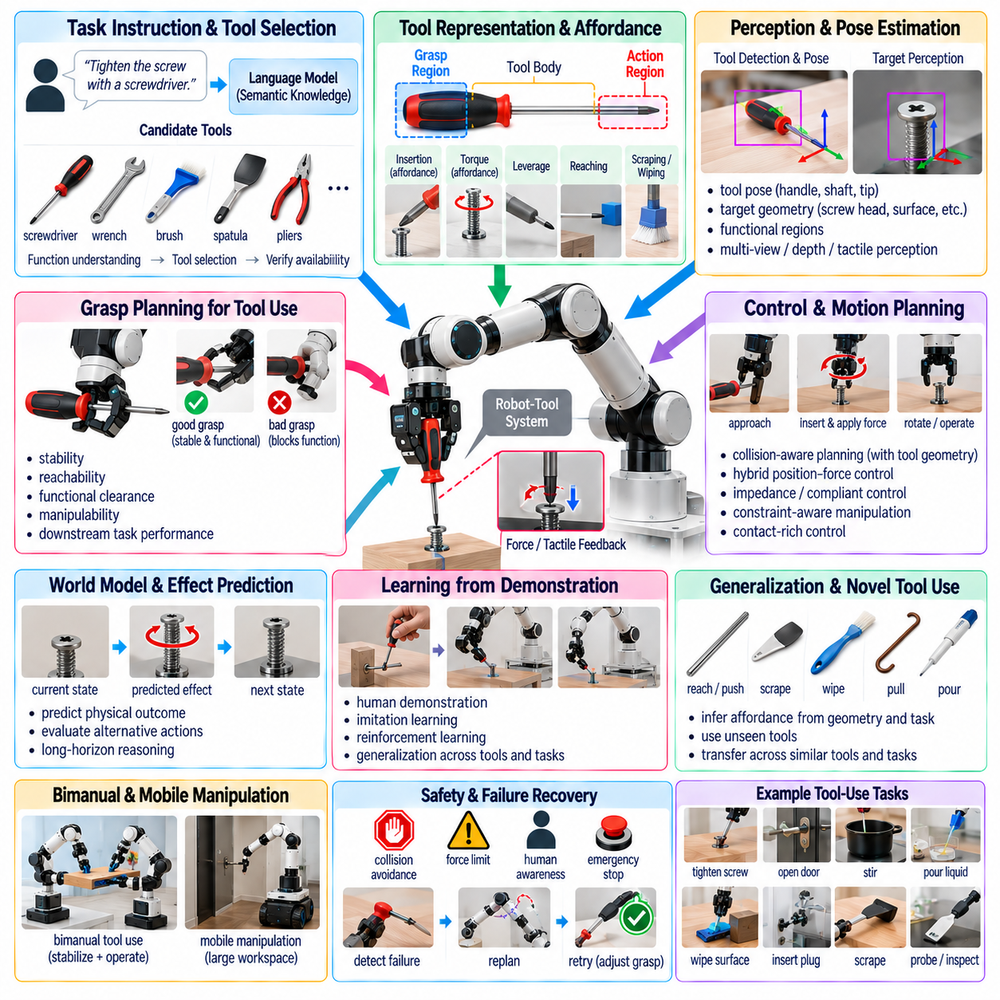 Task Instruction & Tool Selection
“Tighten the screw
with a screwdriver.”
Language Model
(Semantic Knowledge)
Candidate Tools
screwdriver
wrench
brush
spatula
pliers
...
Function understanding → Tool selection → Verify availability
Tool Representation & Affordance
Grasp
Region
Tool Body
Action
Region
Insertion
(affordance)
Torque
(affordance)
Leverage
Reaching
Scraping /
Wiping
Perception & Pose Estimation
Tool Detection & Pose
Target Perception
• tool pose (handle, shaft, tip)
• target geometry (screw head, surface, etc.)
• functional regions
• multi-view / depth / tactile perception
Grasp Planning for Tool Use
good grasp
(stable & functional)
bad grasp
(blocks function)
• stability
• reachability
• functional clearance
• manipulability
• downstream task performance
Robot-Tool
System
Force / Tactile Feedback
Control & Motion Planning
approach
insert & apply force
rotate / operate
• collision-aware planning (with tool geometry)
• hybrid position–force control
• impedance / compliant control
• constraint-aware manipulation
• contact-rich control
World Model & Effect Prediction
current state
predicted effect
next state
• predict physical outcome
• evaluate alternative actions
• long-horizon reasoning
Learning from Demonstration
• human demonstration
• imitation learning
• reinforcement learning
• generalization across tools and tasks
Generalization & Novel Tool Use
reach / push
scrape
wipe
pull
pour
• infer affordance from geometry and task
• use unseen tools
• transfer across similar tools and tasks
Bimanual & Mobile Manipulation
bimanual tool use
(stabilize + operate)
mobile manipulation
(large workspace)
Safety & Failure Recovery
collision
avoidance
force limit
human
awareness
emergency
stop
detect failure
replan
retry (adjust grasp)
Example Tool-Use Tasks
tighten screw
open door
stir
pour liquid
wipe surface
insert plug
scrape
probe / inspect